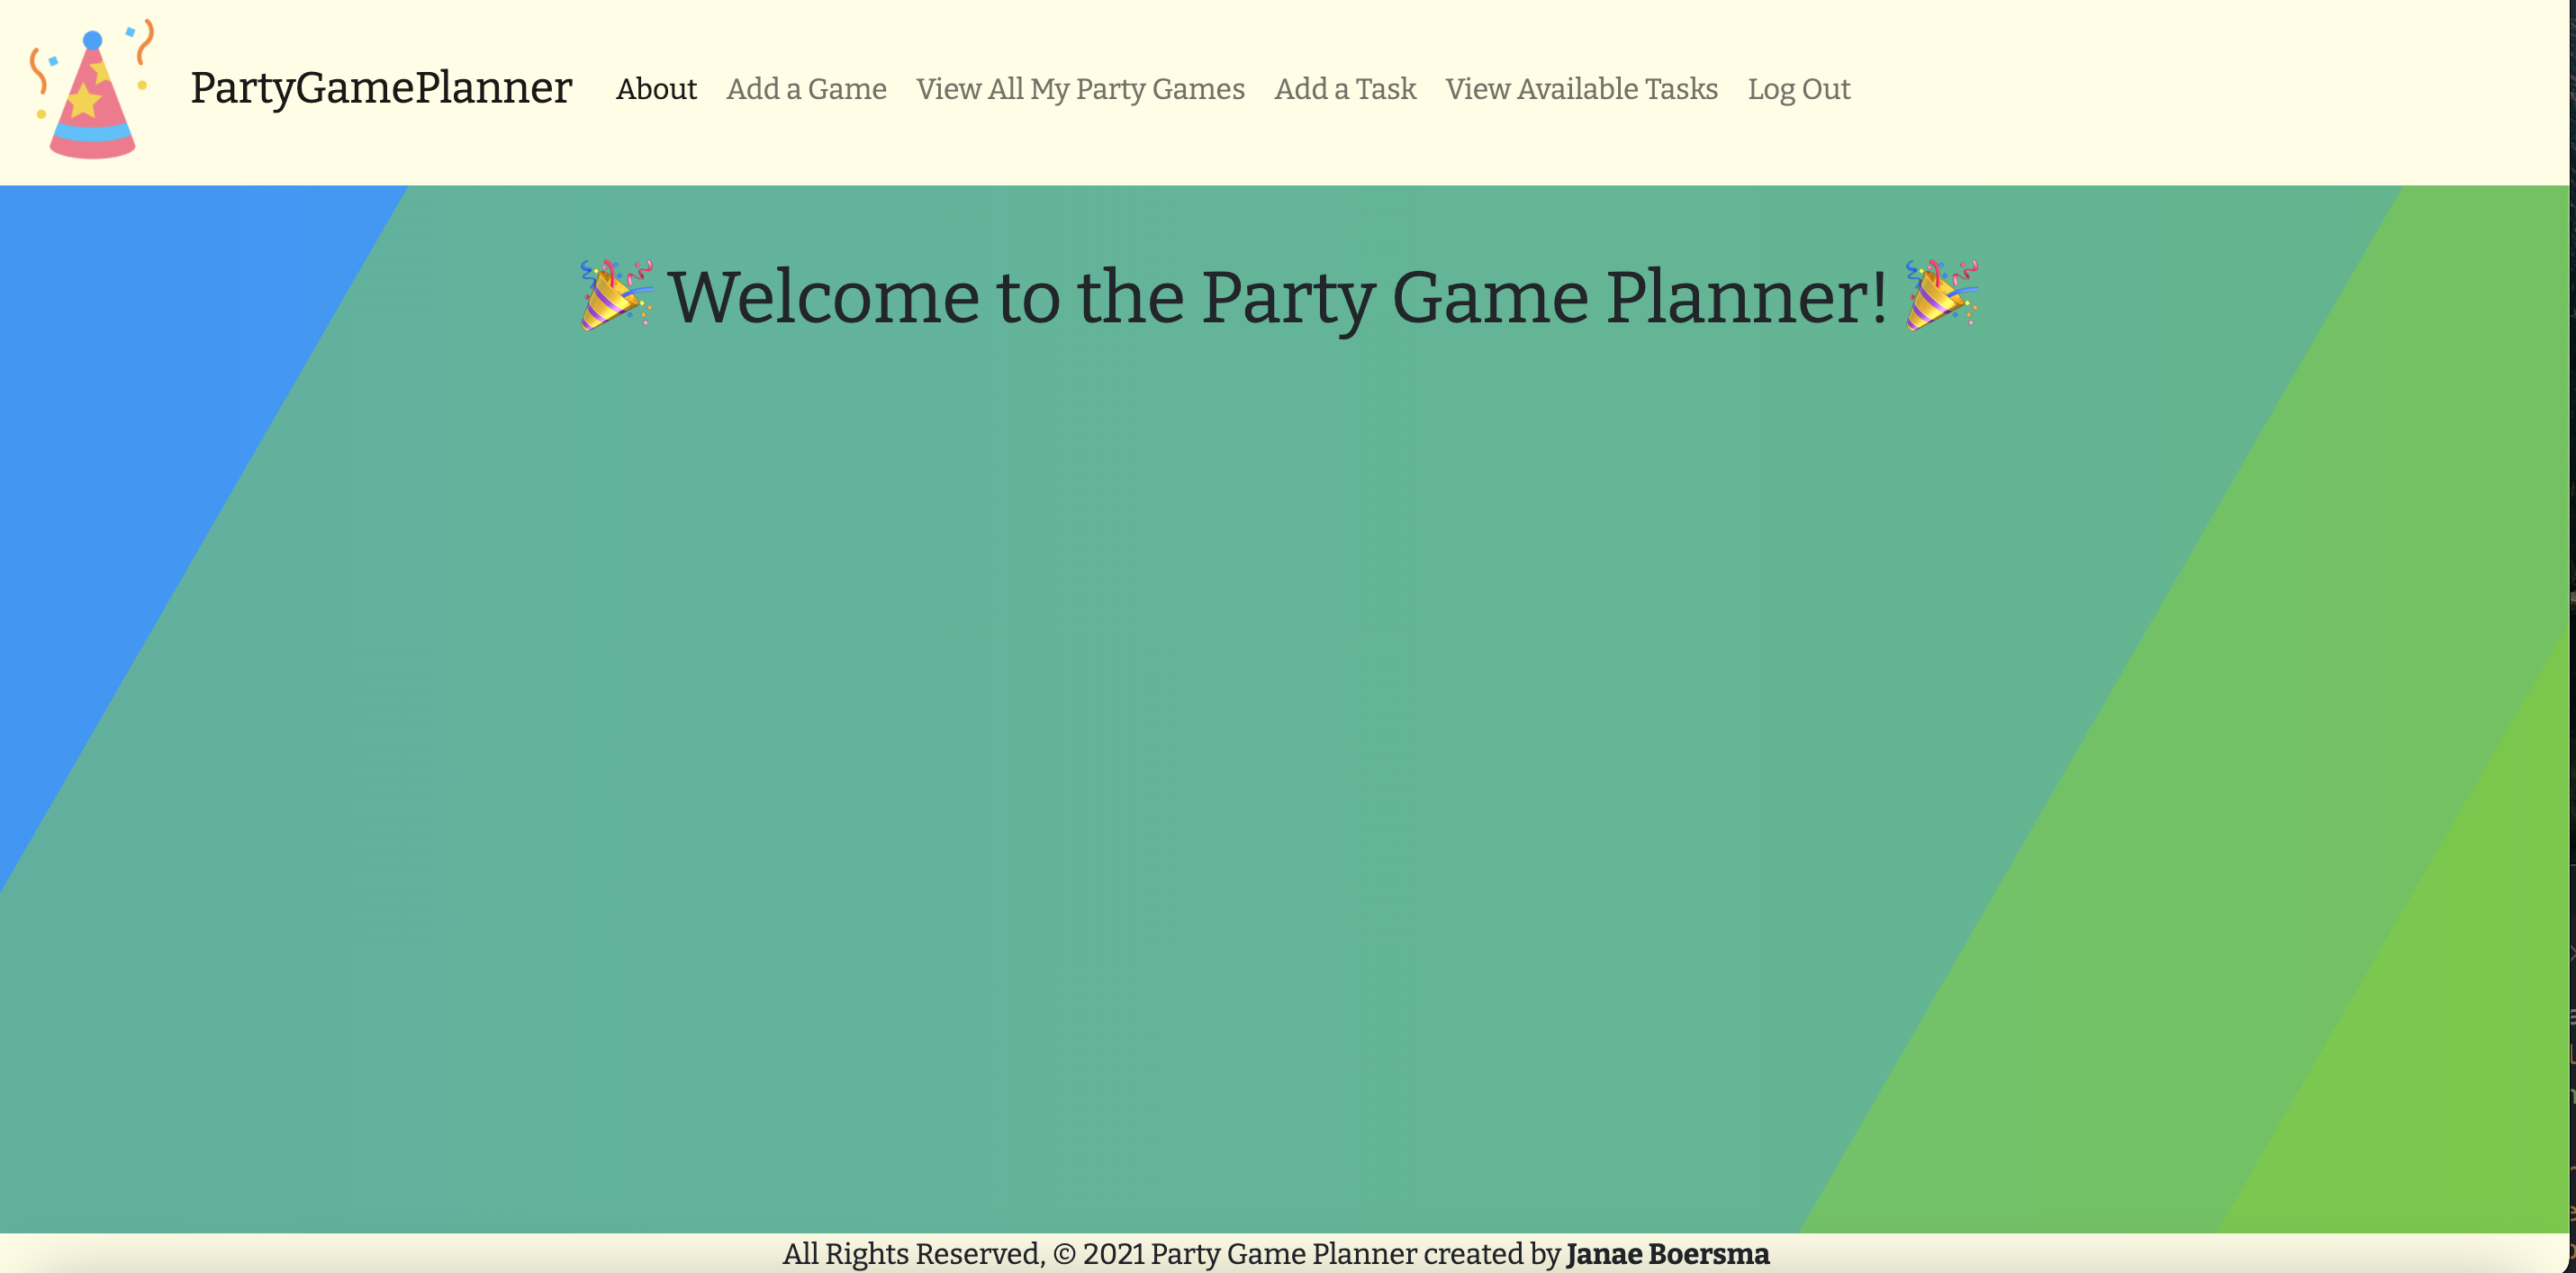 PartyGamePlanner About Add a Game View All My Party Games Add a Task View Available Tasks Log Out
🎉 Welcome to the Party Game Planner! 🎉
All Rights Reserved, © 2021 Party Game Planner created by Janae Boersma